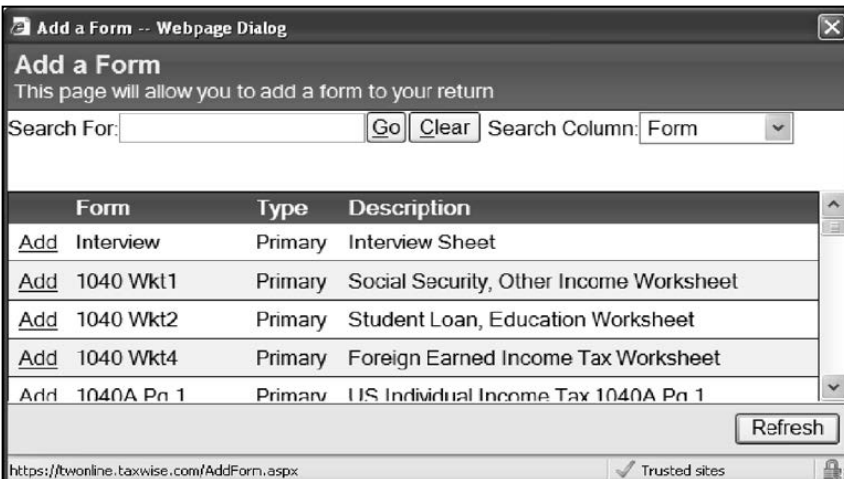 Add a Form -- Webpage Dialog
Add a Form
This page will allow you to add a form to your return
Search For: Go Clear Search Column: Form
Form Type Description
Add Interview Primary Interview Sheet
Add 1040 Wkt1 Primary Social Security, Other Income Worksheet
Add 1040 Wkt2 Primary Student Loan, Education Worksheet
Add 1040 Wkt4 Primary Foreign Earned Income Tax Worksheet
Add 1040A Pg 1 Primary US Individual Income Tax 1040A Pg 1
Refresh
https://twonline.taxwise.com/AddForm.aspx Trusted sites